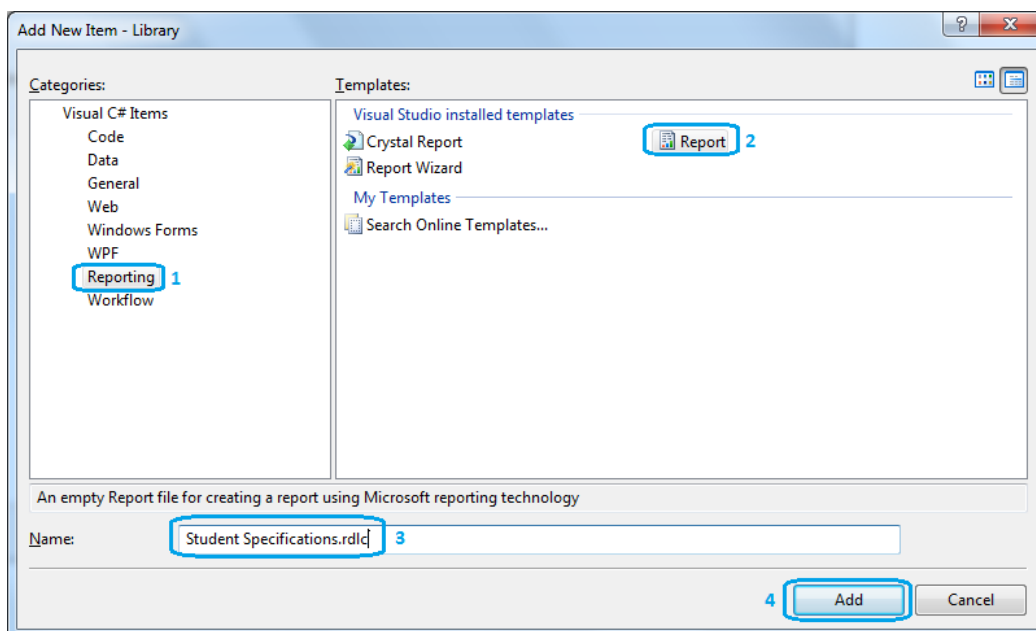 Add New Item - Library
Categories:
Templates:
Visual C# Items
Code
Data
General
Web
Windows Forms
WPF
Reporting 1
Workflow
Visual Studio installed templates
Crystal Report
Report 2
Report Wizard
My Templates
Search Online Templates...
An empty Report file for creating a report using Microsoft reporting technology
Name: Student Specifications.rdlc 3
4 Add Cancel